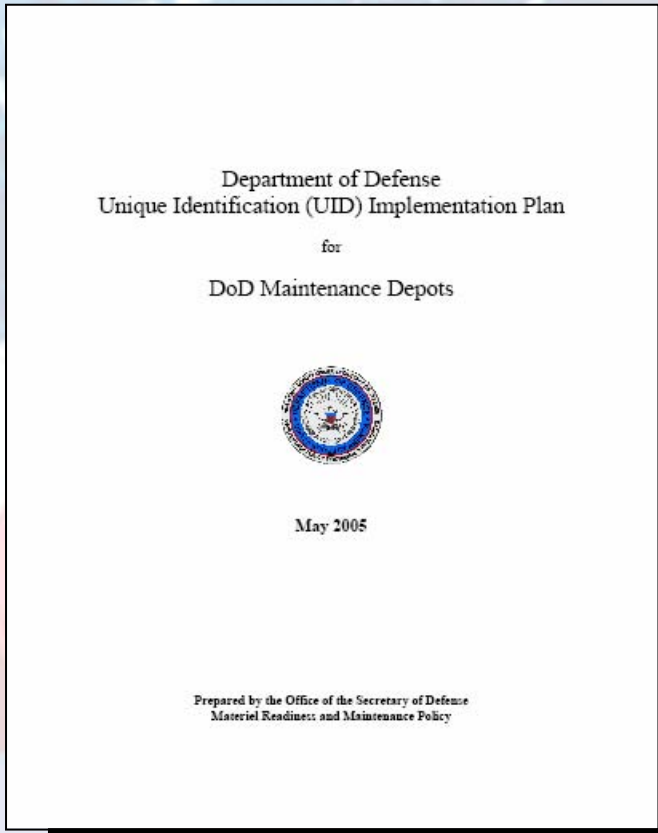 Department of Defense
Unique Identification (UID) Implementation Plan
for
DoD Maintenance Depots
May 2005
Prepared by the Office of the Secretary of Defense
Materiel Readiness and Maintenance Policy